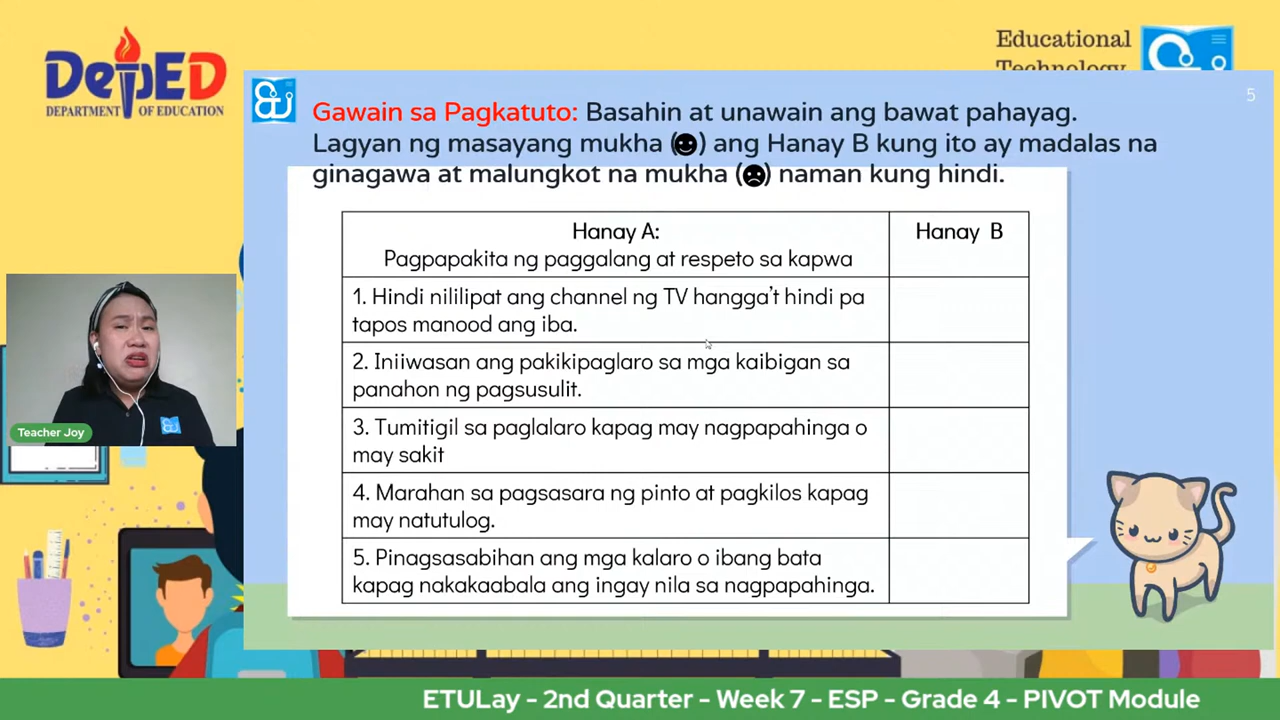 DepED
DEPARTMENT OF EDUCATION
Educational
Technology
5
Gawain sa Pagkatuto: Basahin at unawain ang bawat pahayag.
Lagyan ng masayang mukha (☻) ang Hanay B kung ito ay madalas na
ginagawa at malungkot na mukha (☹) naman kung hindi.
Hanay A:
Pagpapakita ng paggalang at respeto sa kapwa
Hanay B
1. Hindi nililipat ang channel ng TV hangga't hindi pa
tapos manood ang iba.
2. Iniiwasan ang pakikipaglaro sa mga kaibigan sa
panahon ng pagsusulit.
3. Tumitigil sa paglalaro kapag may nagpapahinga o
may sakit
4. Marahan sa pagsasara ng pinto at pagkilos kapag
may natutulog.
5. Pinagsasabihan ang mga kalaro o ibang bata
kapag nakakaabala ang ingay nila sa nagpapahinga.
Teacher Joy
ETULay - 2nd Quarter - Week 7 - ESP - Grade 4 - PIVOT Module